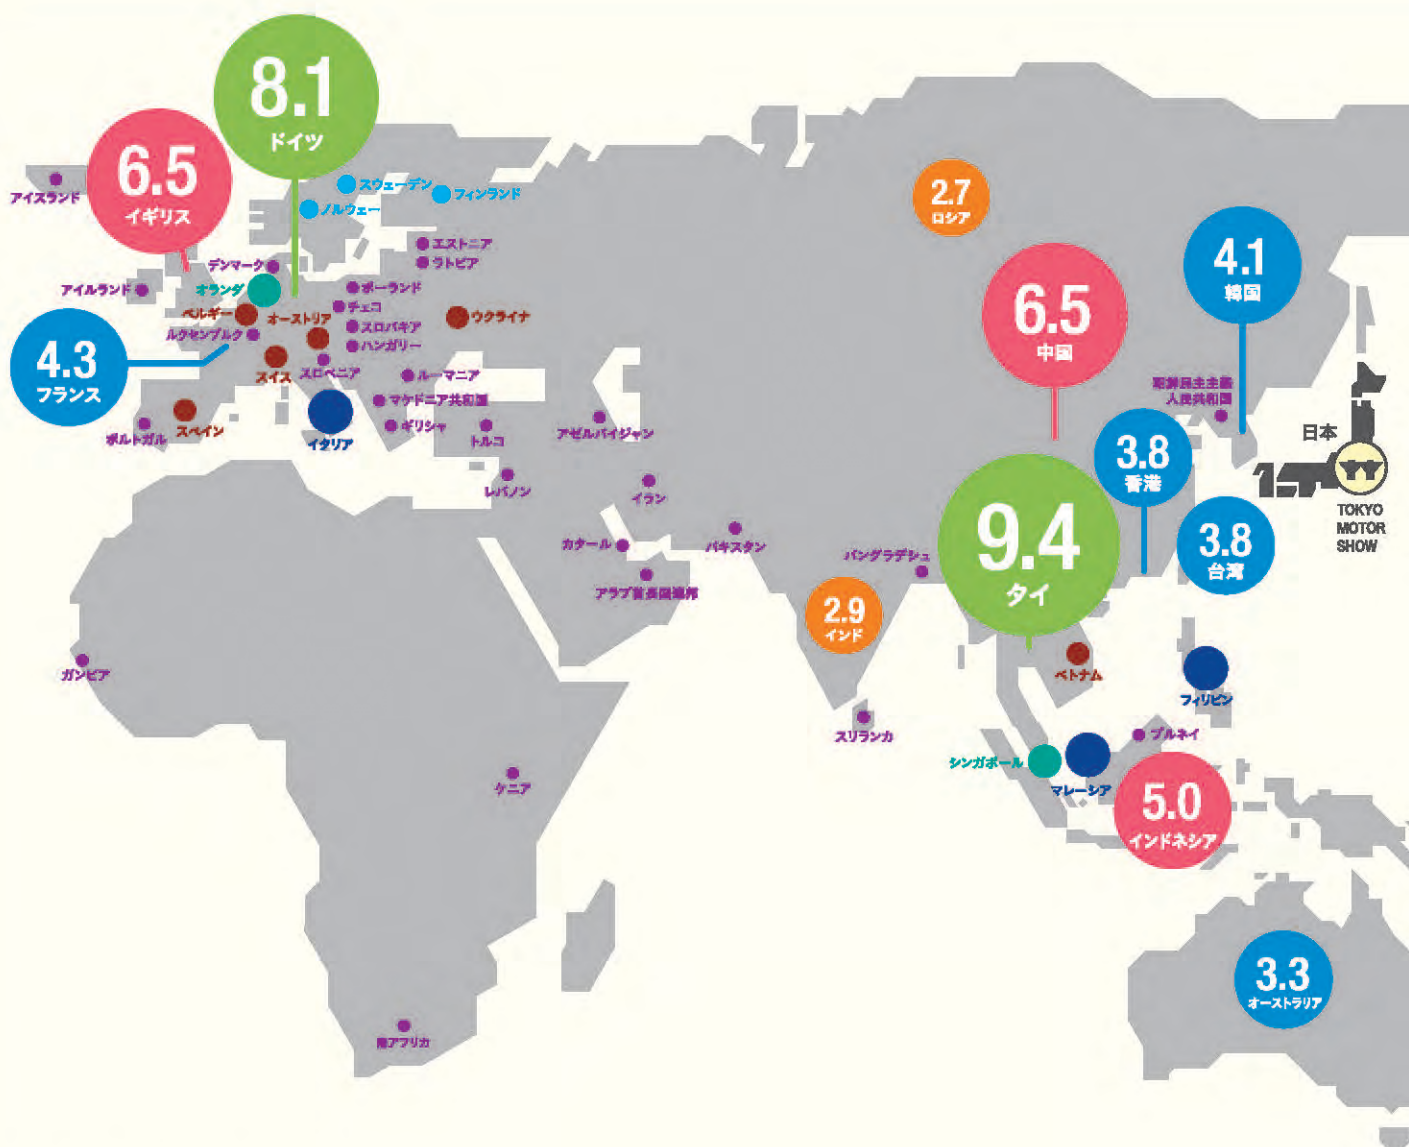 8.1
ドイツ
6.5
イギリス
アイスランド
スウェーデン
フィンランド
ノルウェー
2.7
ロシア
エストニア
ラトビア
デンマーク
アイルランド
オランダ
ポーランド
チェコ
ベルギー
オーストリア
ウクライナ
スロバキア
ルクセンブルク
ハンガリー
4.3
フランス
スイス
スロベニア
ルーマニア
マケドニア共和国
ポルトガル
スペイン
イタリア
ギリシャ
トルコ
アゼルバイジャン
レバノン
イラン
カタール
パキスタン
アラブ首長国連邦
バングラデシュ
6.5
中国
4.1
韓国
朝鮮民主主義
人民共和国
日本
TOKYO
MOTOR
SHOW
3.8
香港
3.8
台湾
9.4
タイ
2.9
インド
ベトナム
フィリピン
スリランカ
ブルネイ
シンガポール
マレーシア
5.0
インドネシア
ガンビア
ケニア
南アフリカ
3.3
オーストラリア